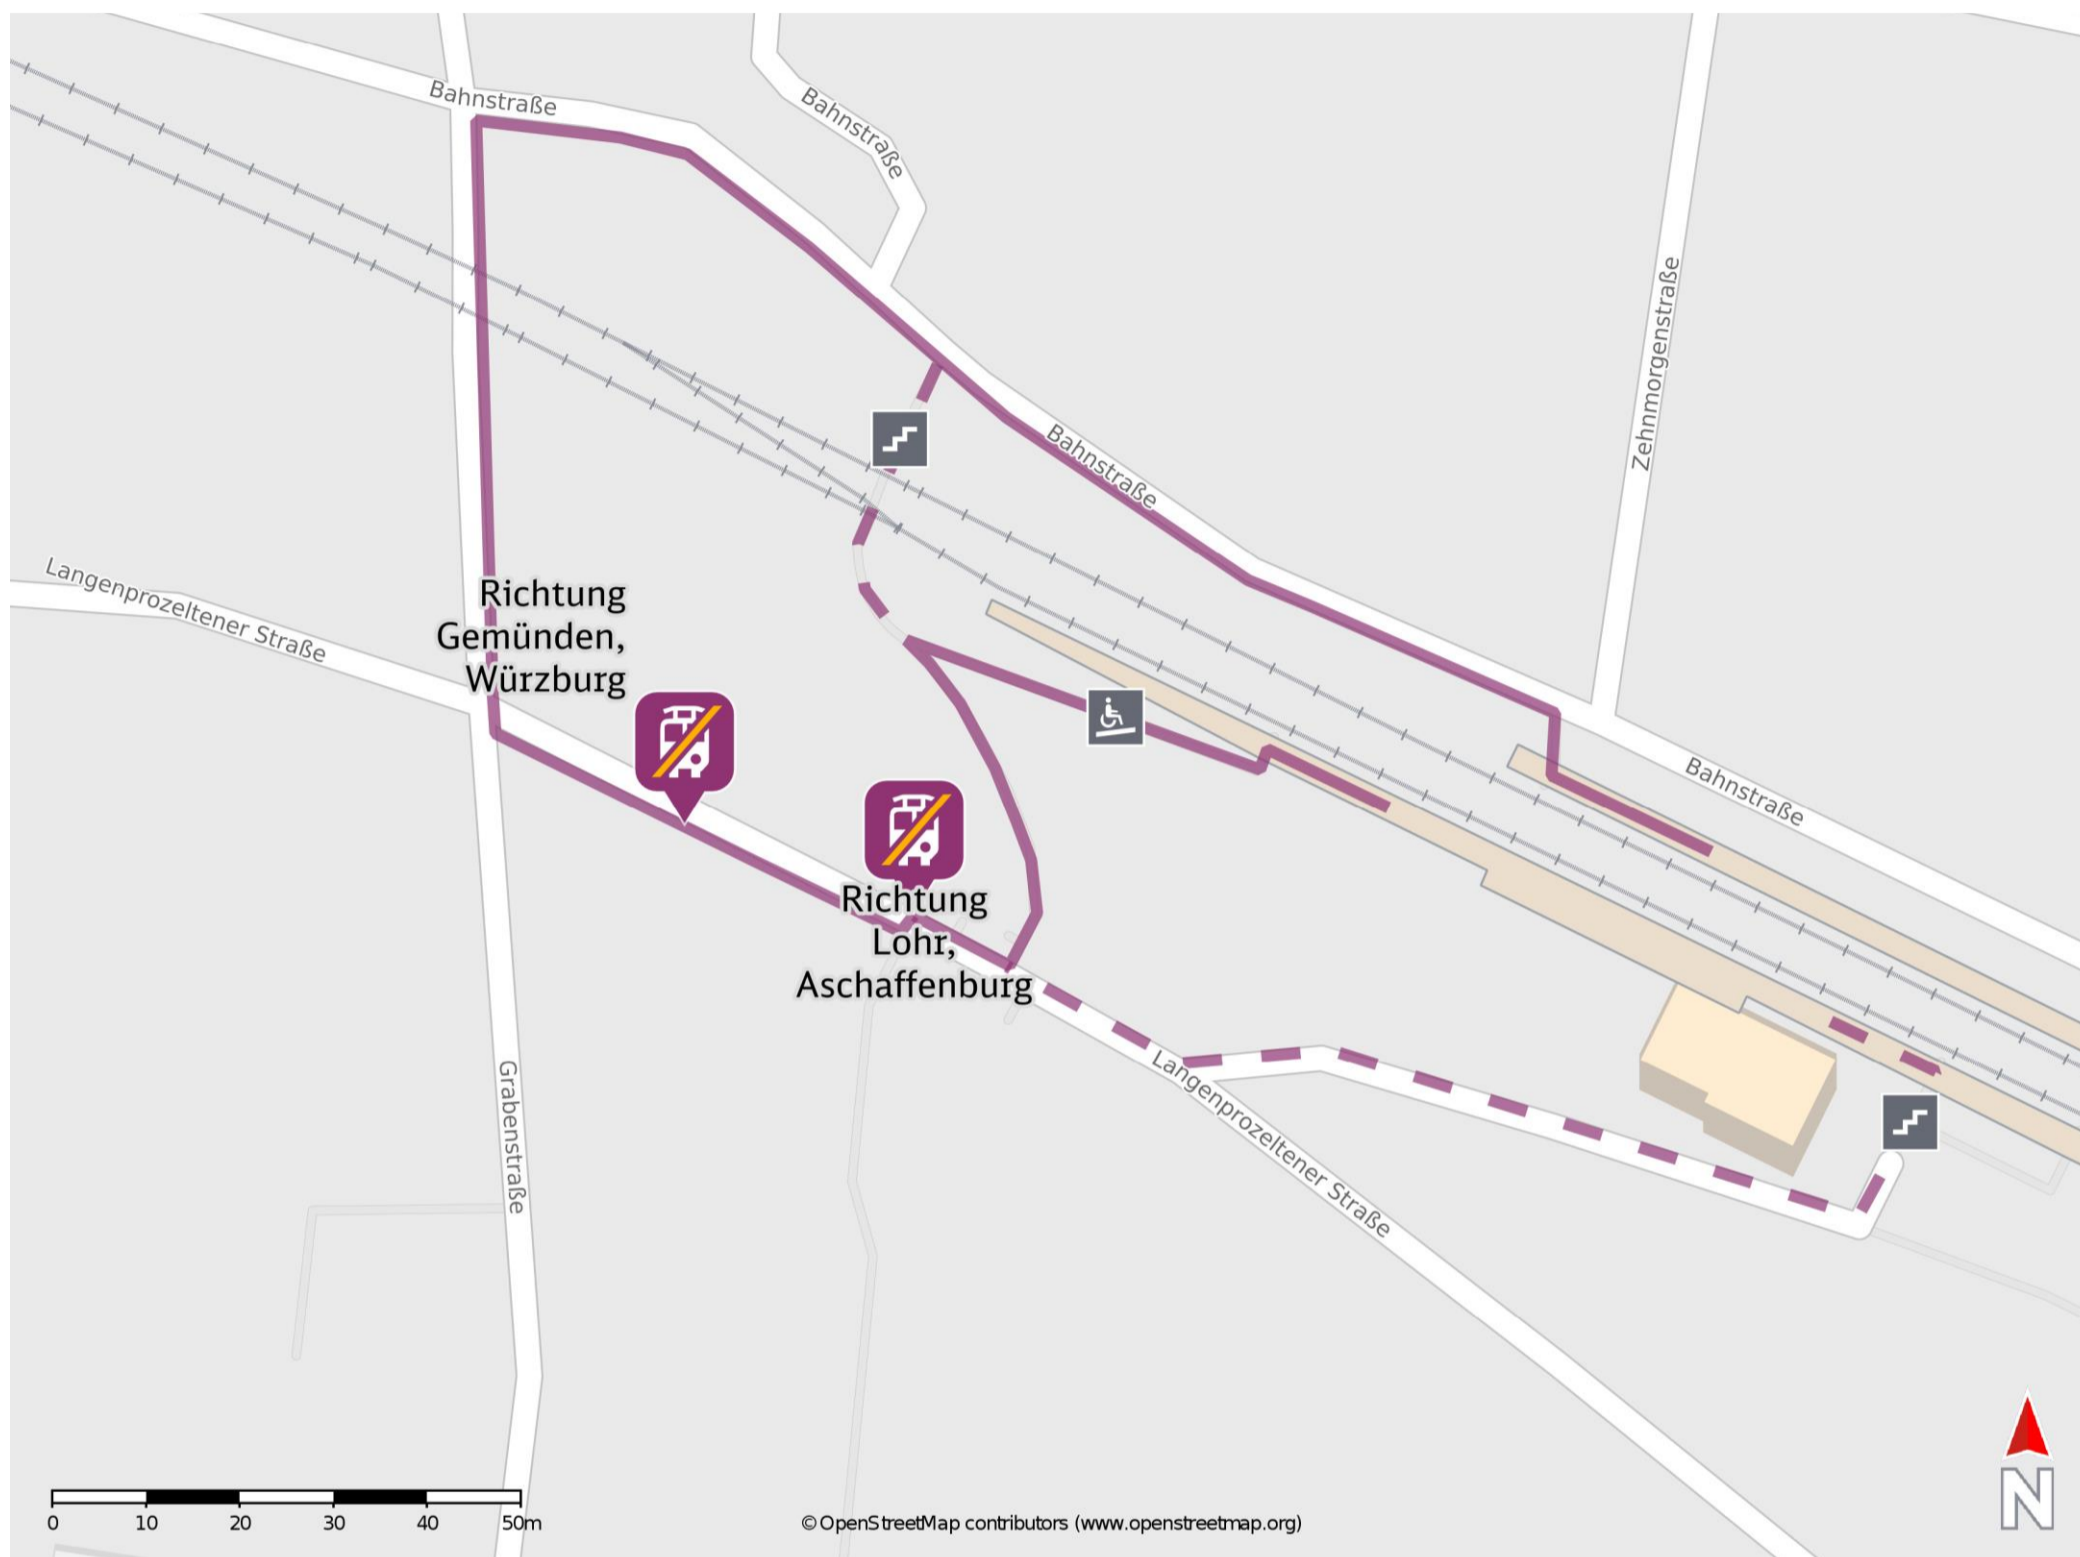 Bahnstraße
Bahnstraße
Zehnmorgenstraße
Bahnstraße
Langenprozeltener Straße
Richtung
Gemünden,
Würzburg
Bahnstraße
Richtung
Lohr,
Aschaffenburg
Grabenstraße
Langenprozeltener Straße
N
0 10 20 30 40 50m
© OpenStreetMap contributors (www.openstreetmap.org)